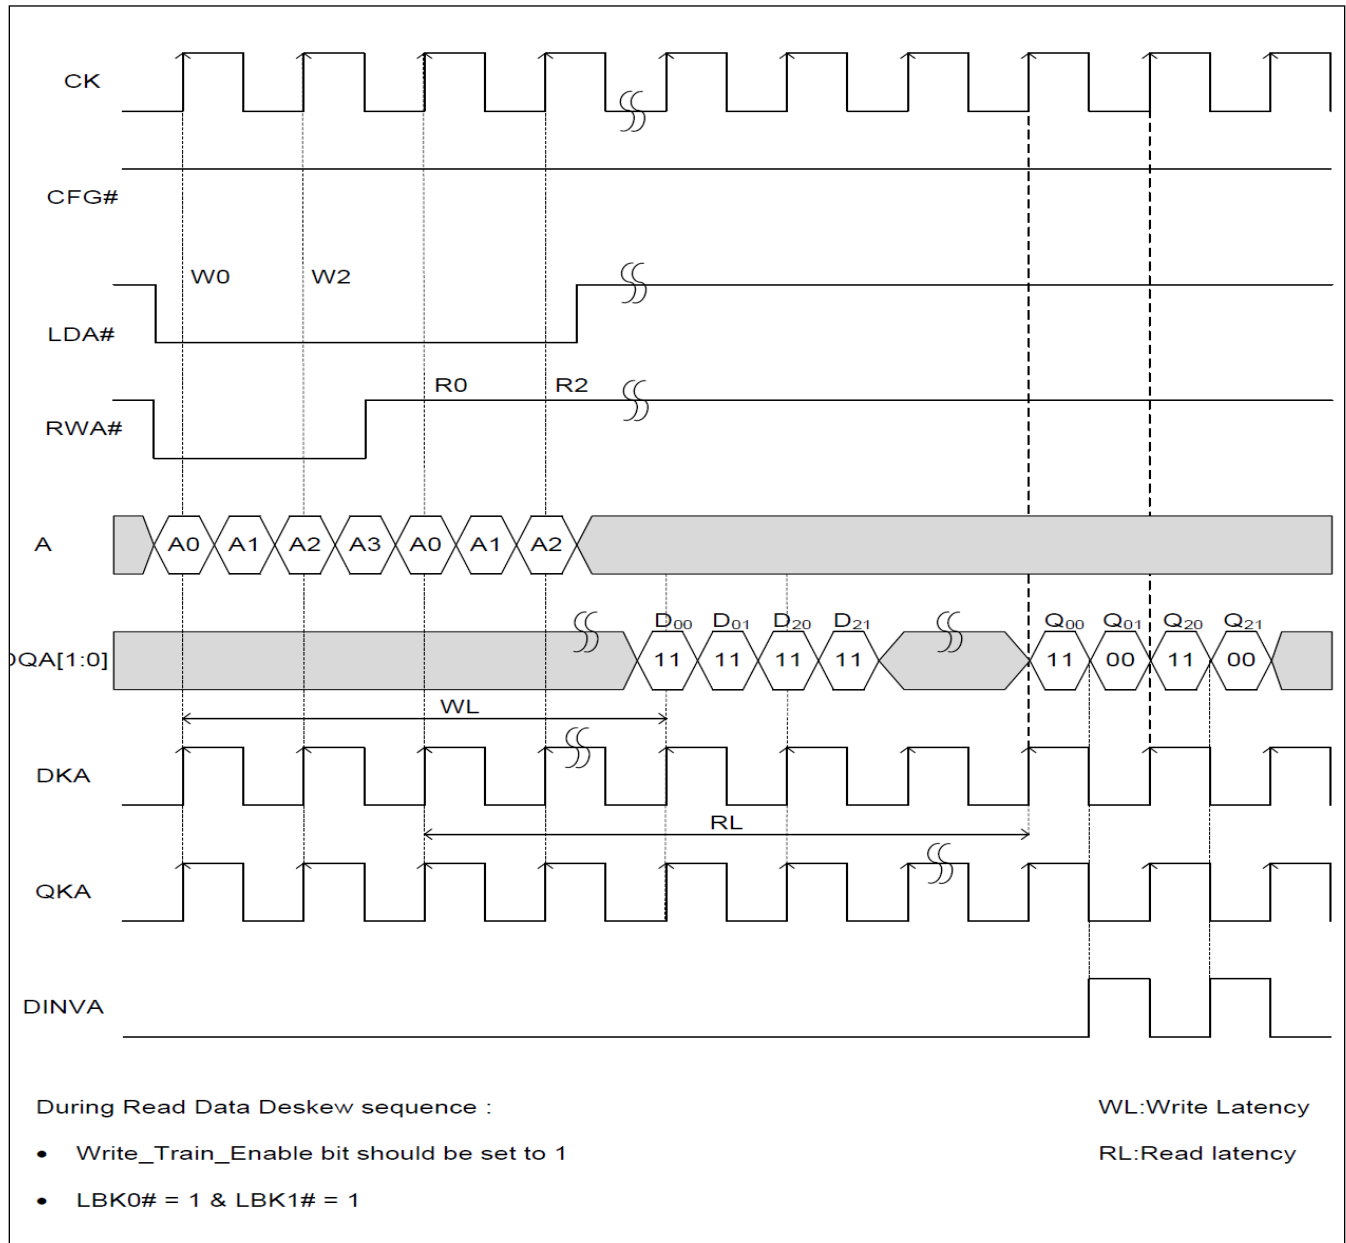 CK
CFG#
W0 W2
LDA#
R0 R2
RWA#
A A0 A1 A2 A3 A0 A1 A2
D00 D01 D20 D21 Q00 Q01 Q20 Q21
DQA[1:0] 11 11 11 11 11 00 11 00
WL
DKA
RL
QKA
DINVA
During Read Data Deskew sequence : WL:Write Latency
• Write_Train_Enable bit should be set to 1 RL:Read latency
• LBK0# = 1 & LBK1# = 1